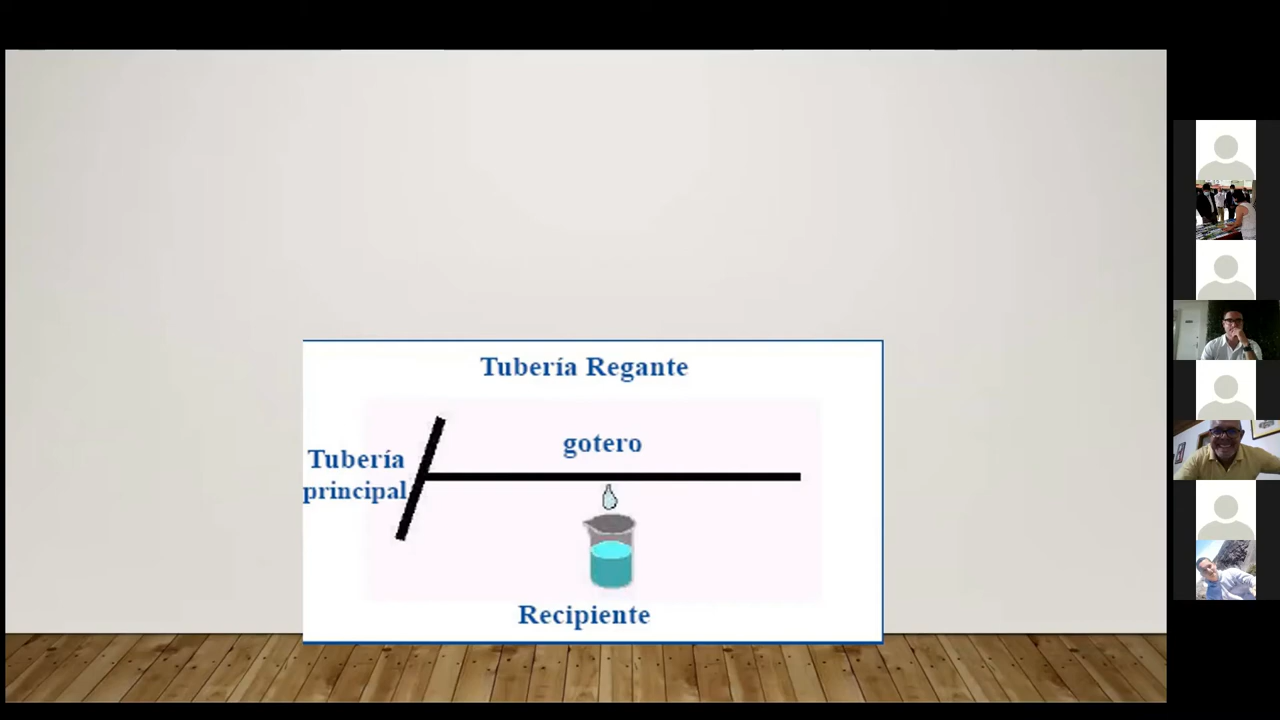 Tubería Regante
gotero
Tubería
principal
Recipiente